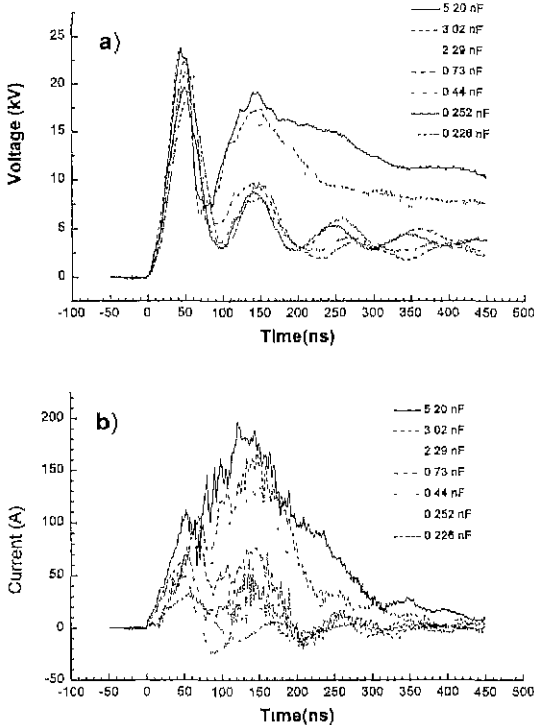 a)
5 20 nF
3 02 nF
2 29 nF
0 73 nF
0 44 nF
0 252 nF
0 226 nF
Voltage (kV)
25
20
15
10
5
0
-100 -50 0 50 100 150 200 250 300 350 400 450 500
Time(ns)
b)
5 20 nF
3 02 nF
2 29 nF
0 73 nF
0 44 nF
0 252 nF
0 226 nF
Current (A)
200
150
100
50
0
-50
-100 -50 0 50 100 150 200 250 300 350 400 450 500
Time(ns)